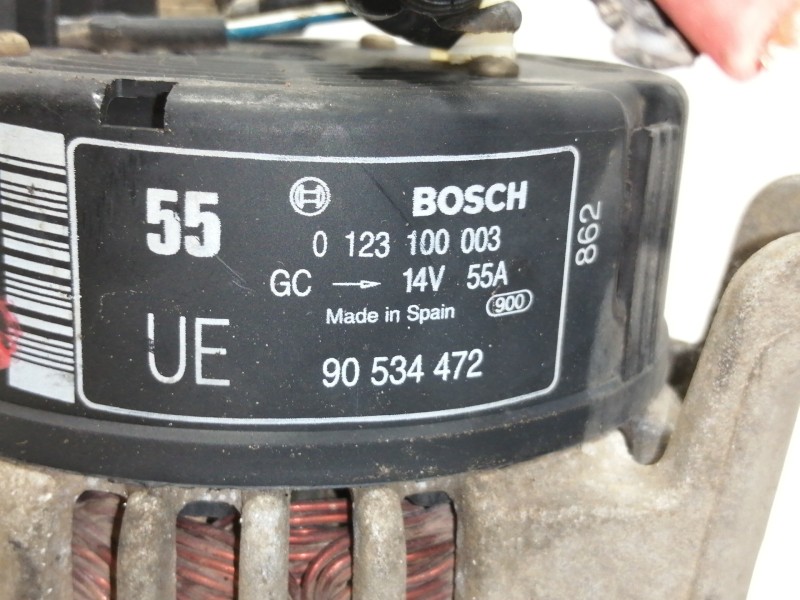 55
BOSCH
0 123 100 003
GC → 14V 55A
Made in Spain 900
UE
90 534 472
862